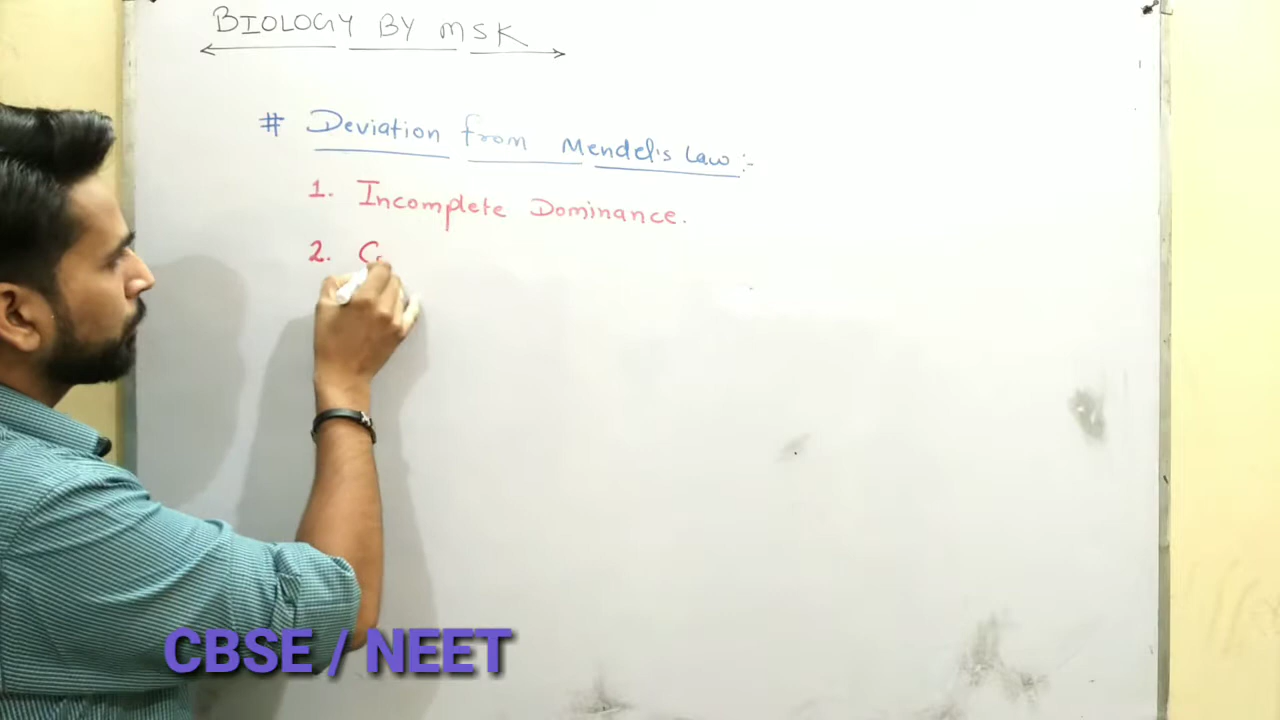 BIOLOGY BY MSK
# Deviation from Mendel's Law :-
1. Incomplete Dominance.
2. C
CBSE / NEET